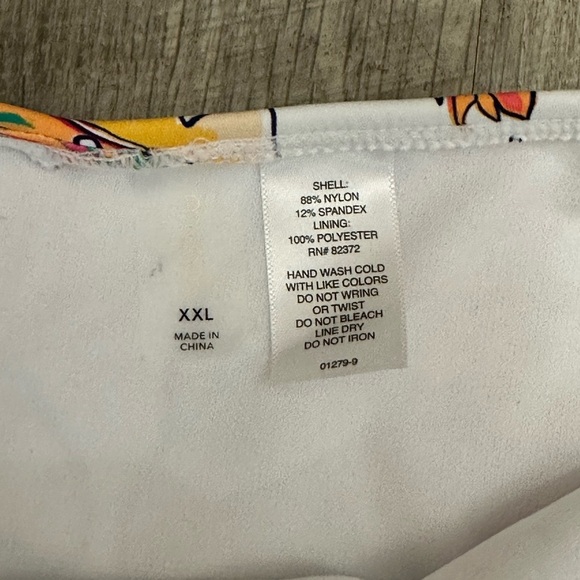 SHELL:
88% NYLON
12% SPANDEX
LINING:
100% POLYESTER
RN# 82372
HAND WASH COLD
WITH LIKE COLORS
DO NOT WRING
OR TWIST
DO NOT BLEACH
LINE DRY
DO NOT IRON
01279-9
XXL
MADE IN
CHINA